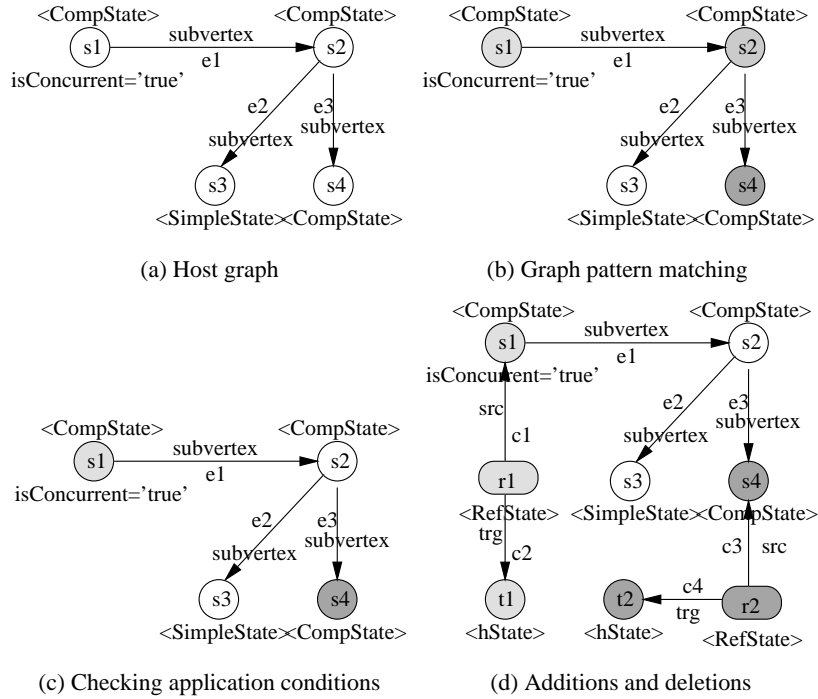 <CompState>
<CompState>
s1
subvertex
s2
e1
isConcurrent='true'
e2
e3
subvertex
subvertex
s3
s4
<SimpleState>
<CompState>
(a) Host graph
<CompState>
<CompState>
s1
subvertex
s2
e1
isConcurrent='true'
e2
e3
subvertex
subvertex
s3
s4
<SimpleState>
<CompState>
(b) Graph pattern matching
<CompState>
<CompState>
s1
subvertex
s2
e1
isConcurrent='true'
e2
e3
subvertex
subvertex
s3
s4
<SimpleState>
<CompState>
(c) Checking application conditions
<CompState>
<CompState>
s1
subvertex
s2
e1
isConcurrent='true'
e2
e3
src
subvertex
subvertex
c1
r1
s3
s4
<RefState>
<SimpleState>
<CompState>
trg
c2
c3
src
t1
t2
c4
trg
r2
<hState>
<hState>
<RefState>
(d) Additions and deletions